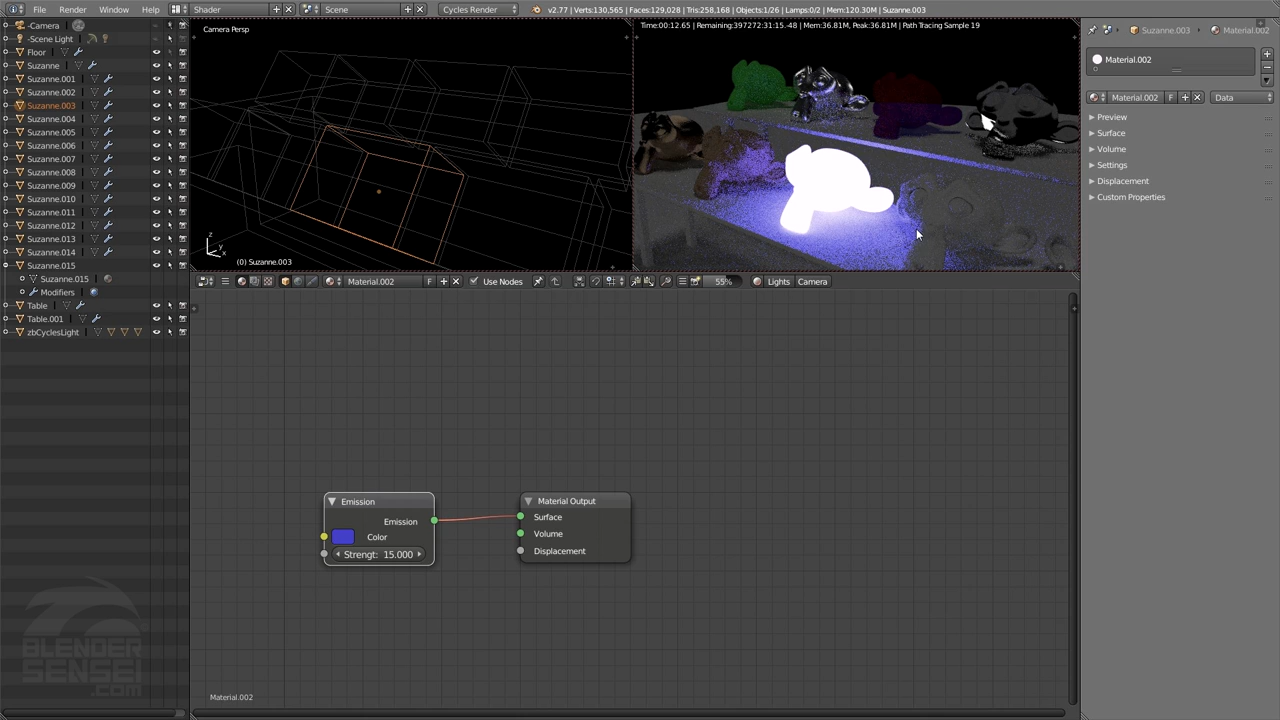 File Render Window Help Shader Scene Cycles Render v2.77 | Verts:130,565 | Faces:129,028 | Tris:258,168 | Objects:1/26 | Lamps:0/2 | Mem:120.30M | Suzanne.003
-Camera
-Scene Light
Floor
Suzanne
Suzanne.001
Suzanne.002
Suzanne.003
Suzanne.004
Suzanne.005
Suzanne.006
Suzanne.007
Suzanne.008
Suzanne.009
Suzanne.010
Suzanne.011
Suzanne.012
Suzanne.013
Suzanne.014
Suzanne.015
Suzanne.015
Modifiers
Table
Table.001
zbCyclesLight
BLENDER
SENSEI
.COM
Camera Persp
z
y
x
(0) Suzanne.003
Time:00:12.65 | Remaining:397272:31:15.-48 | Mem:36.81M, Peak:36.81M | Path Tracing Sample 19
Material.002 F Use Nodes 55% Lights Camera
Emission
Emission
Color
Strengt: 15.000
Material Output
Surface
Volume
Displacement
Material.002
Suzanne.003 Material.002
Material.002
Material.002 F Data
Preview
Surface
Volume
Settings
Displacement
Custom Properties